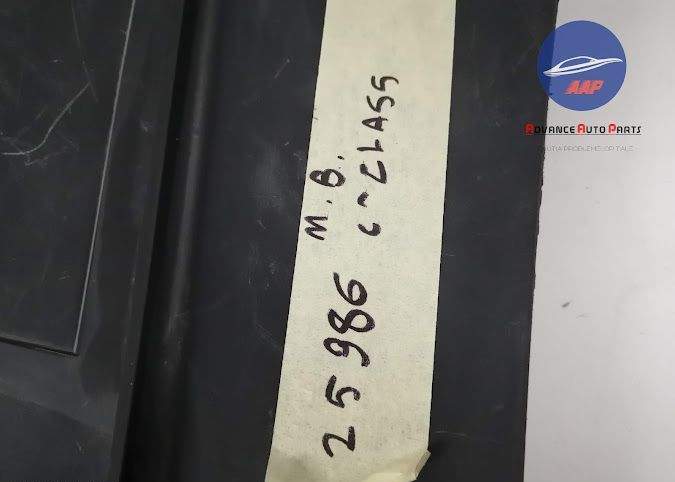 25986 M.B.
C-CLASS
AAP
ADVANCE AUTO PARTS